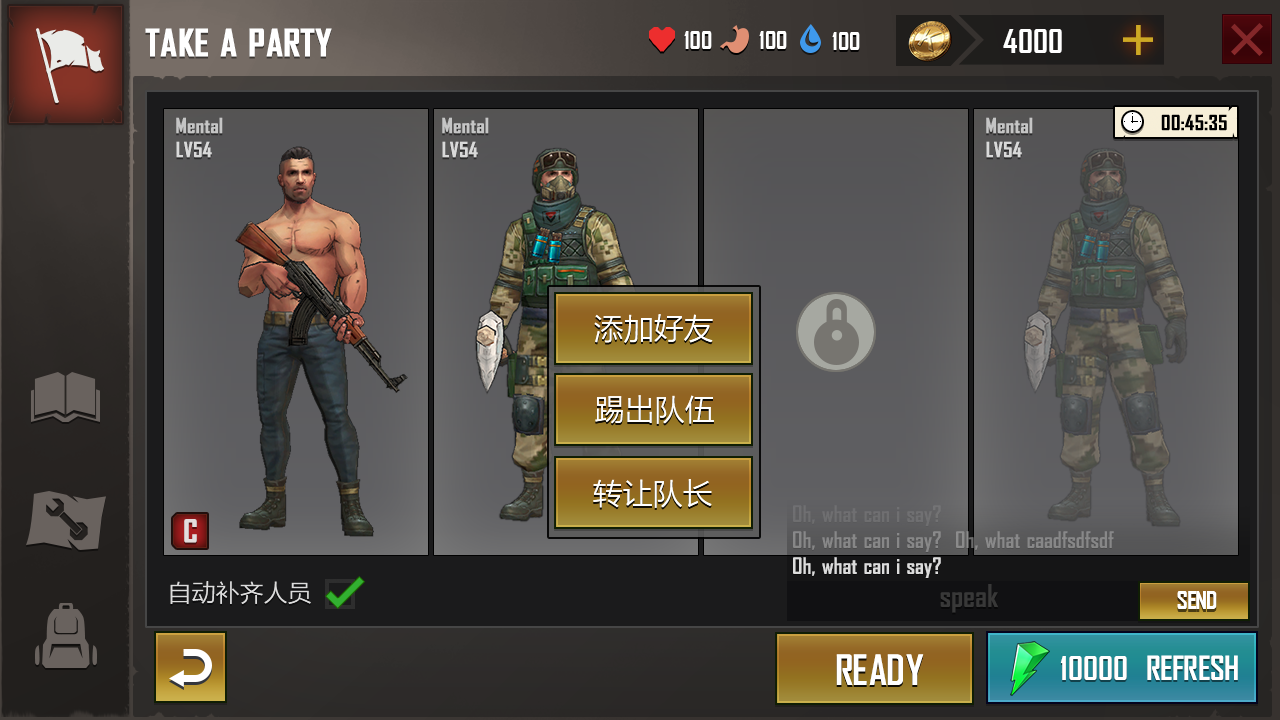 TAKE A PARTY
100
100
100
4000
Mental
LV54
Mental
LV54
Mental
LV54
00:45:35
添加好友
踢出队伍
转让队长
C
Oh, what can i say?
Oh, what can i say? Oh, what caadfsdfsdf
Oh, what can i say?
自动补齐人员
speak
SEND
READY
10000 REFRESH